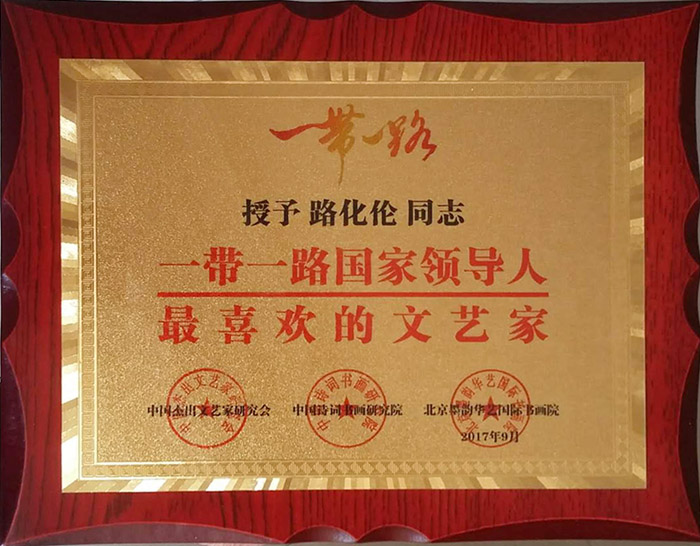 一带一路
授予 路化伦 同志
一带一路国家领导人
最喜欢的文艺家
中国杰出文艺家研究会 中国诗词书画研究院 北京墨韵华艺国际书画院
2017年9月